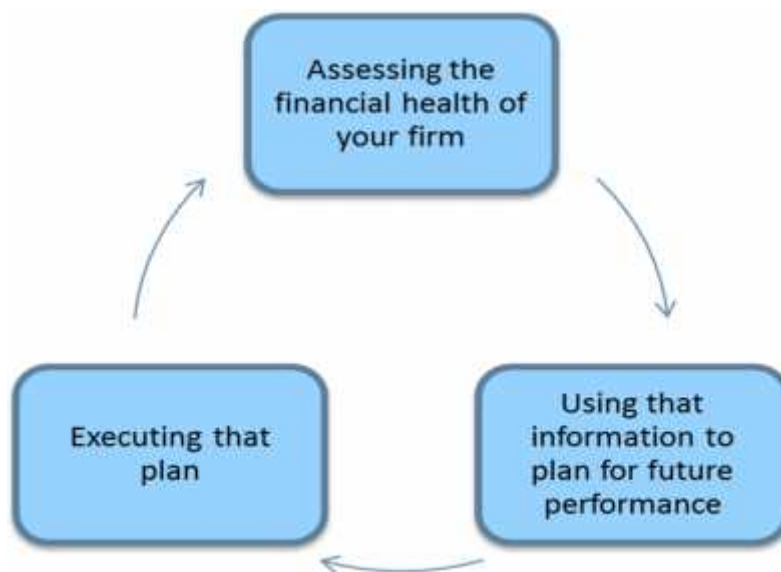 Assessing the
financial health of
your firm
Using that
information to
plan for future
performance
Executing that
plan